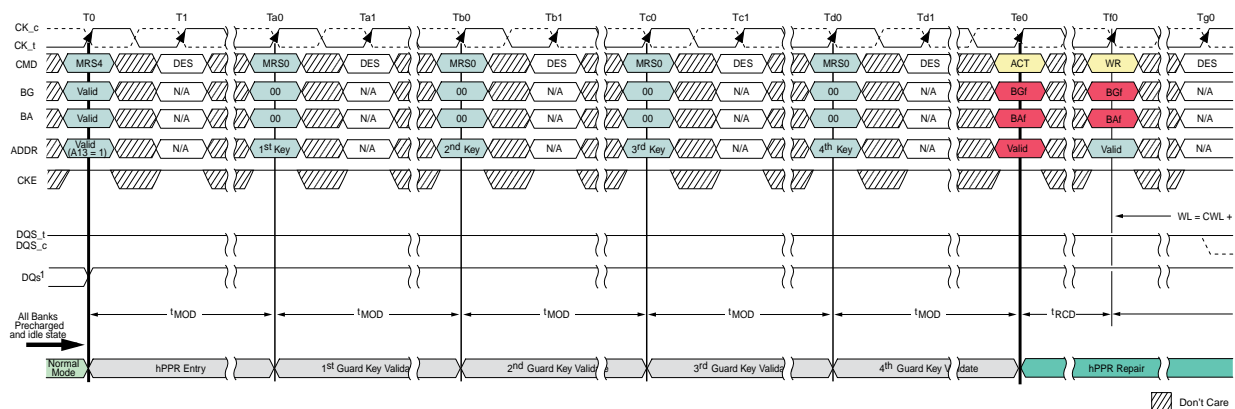 T0 T1 Ta0 Ta1 Tb0 Tb1 Tc0 Tc1 Td0 Td1 Te0 Tf0 Tg0
CK_c
CK_t
CMD MRS4 DES MRS0 DES MRS0 DES MRS0 DES MRS0 DES ACT WR DES
BG Valid N/A 00 N/A 00 N/A 00 N/A 00 N/A BGf BGf N/A
BA Valid N/A 00 N/A 00 N/A 00 N/A 00 N/A BAf BAf N/A
ADDR Valid (A13 = 1) N/A 1st Key N/A 2nd Key N/A 3rd Key N/A 4th Key N/A Valid Valid N/A
CKE
WL = CWL +
DQS_t
DQS_c
DQs1
All Banks
Precharged
and idle state
tMOD tMOD tMOD tMOD tMOD tRCD
Normal
Mode
hPPR Entry 1st Guard Key Valida 2nd Guard Key Validate 3rd Guard Key Valida 4th Guard Key Validate hPPR Repair
Don't Care